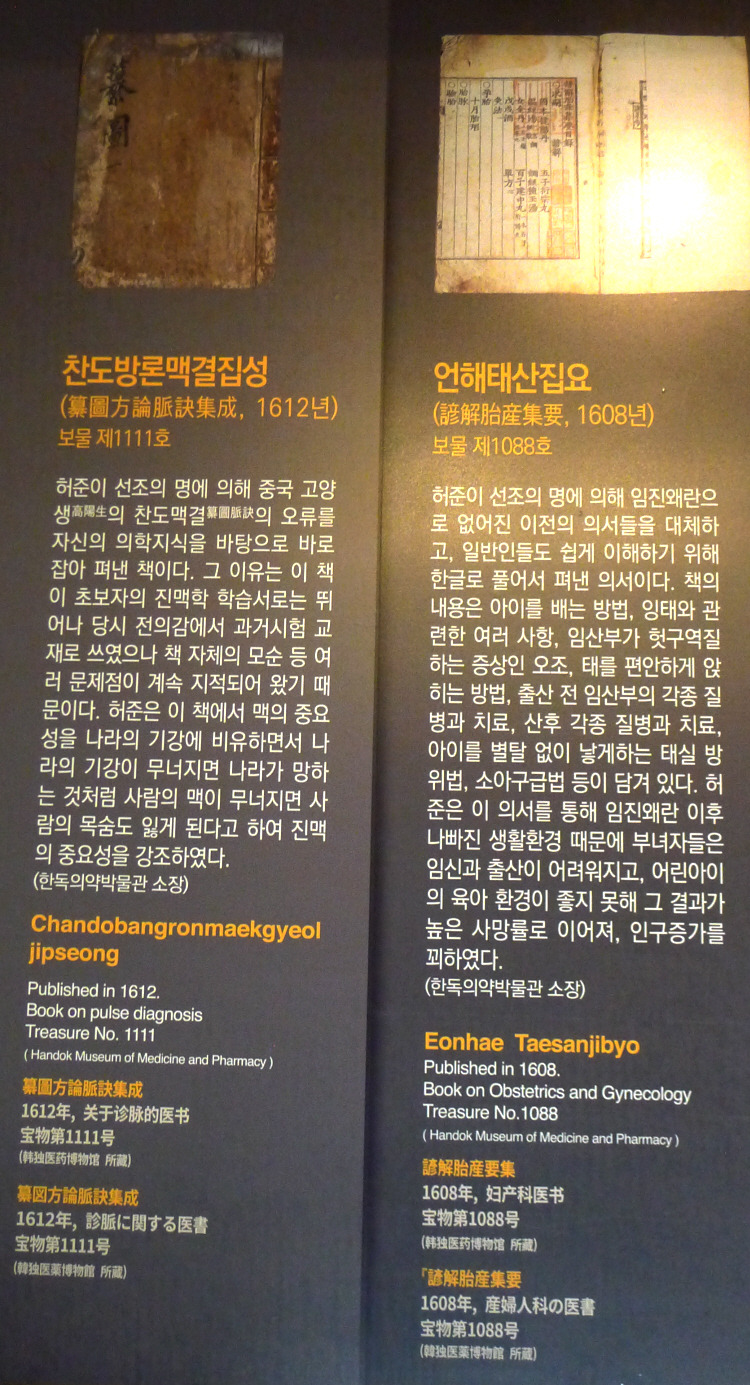 纂圖
찬도방론맥결집성
(纂圖方論脈訣集成, 1612년)
보물 제1111호
허준이 선조의 명에 의해 중국 고양
생高陽生의 찬도맥결纂圖脈訣의 오류를
자신의 의학지식을 바탕으로 바로
잡아 펴낸 책이다. 그 이유는 이 책
이 초보자의 진맥학 학습서로는 뛰
어나 당시 전의감에서 과거시험 교
재로 쓰였으나 책 자체의 모순 등 여
러 문제점이 계속 지적되어 왔기 때
문이다. 허준은 이 책에서 맥의 중요
성을 나라의 기강에 비유하면서 나
라의 기강이 무너지면 나라가 망하
는 것처럼 사람의 맥이 무너지면 사
람의 목숨도 잃게 된다고 하여 진맥
의 중요성을 강조하였다.
(한독의약박물관 소장)
Chandobangronmaekgyeol
jipseong
Published in 1612.
Book on pulse diagnosis
Treasure No. 1111
( Handok Museum of Medicine and Pharmacy )
纂圖方論脈訣集成
1612年, 关于诊脉的医书
宝物第1111号
(韩独医药博物馆 所藏)
纂図方論脈訣集成
1612年, 診脈に関する医書
宝物第1111号
(韓独医薬博物館 所蔵)
언해태산집요
(諺解胎産集要, 1608년)
보물 제1088호
허준이 선조의 명에 의해 임진왜란으
로 없어진 이전의 의서들을 대체하
고, 일반인들도 쉽게 이해하기 위해
한글로 풀어서 펴낸 의서이다. 책의
내용은 아이를 배는 방법, 잉태와 관
련한 여러 사항, 임산부가 헛구역질
하는 증상인 오조, 태를 편안하게 앉
히는 방법, 출산 전 임산부의 각종 질
병과 치료, 산후 각종 질병과 치료,
아이를 별탈 없이 낳게하는 태실 방
위법, 소아구급법 등이 담겨 있다. 허
준은 이 의서를 통해 임진왜란 이후
나빠진 생활환경 때문에 부녀자들은
임신과 출산이 어려워지고, 어린아이
의 육아 환경이 좋지 못해 그 결과가
높은 사망률로 이어져, 인구증가를
꾀하였다.
(한독의약박물관 소장)
Eonhae Taesanjibyo
Published in 1608.
Book on Obstetrics and Gynecology
Treasure No.1088
( Handok Museum of Medicine and Pharmacy )
諺解胎産要集
1608年, 妇产科医书
宝物第1088号
(韩独医药博物馆 所藏)
『諺解胎産集要
1608年, 産婦人科の医書
宝物第1088号
(韓独医薬博物館 所蔵)